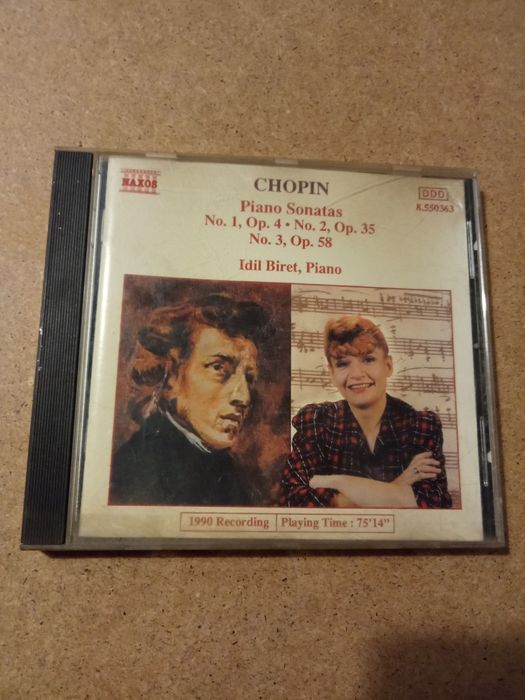 NAXOS
CHOPIN
DDD
8.550363
Piano Sonatas
No. 1, Op. 4 • No. 2, Op. 35
No. 3, Op. 58
Idil Biret, Piano
1990 Recording
Playing Time : 75'14"